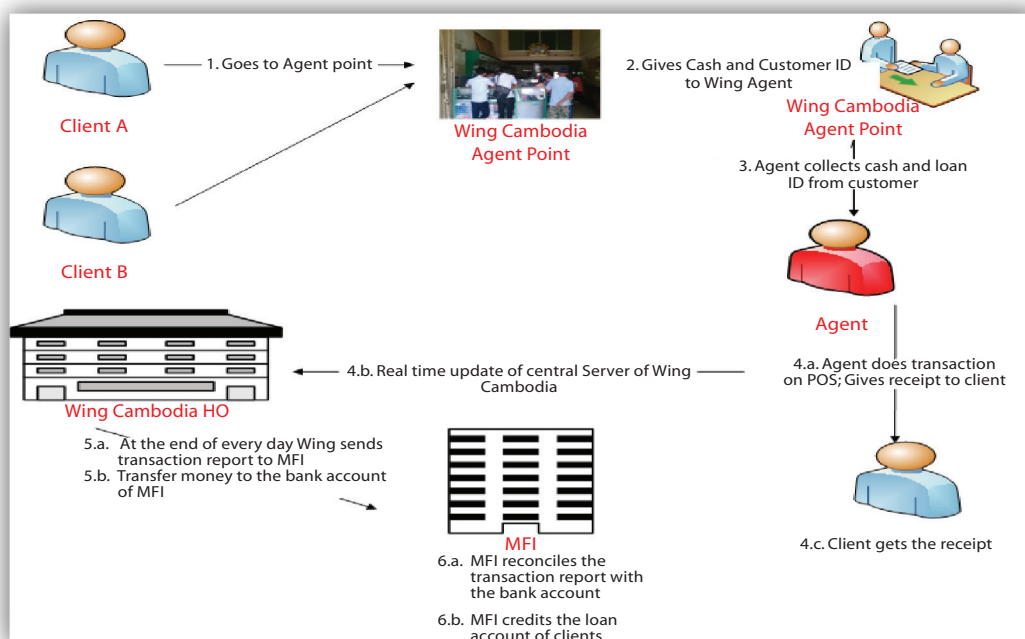 1. Goes to Agent point
Client A
Wing Cambodia
Agent Point
2. Gives Cash and Customer ID
to Wing Agent
Wing Cambodia
Agent Point
3. Agent collects cash and loan
ID from customer
Client B
Agent
4.a. Agent does transaction
on POS; Gives receipt to client
4.b. Real time update of central Server of Wing
Cambodia
Wing Cambodia HO
5.a. At the end of every day Wing sends
transaction report to MFI
5.b. Transfer money to the bank account
of MFI
4.c. Client gets the receipt
MFI
6.a. MFI reconciles the
transaction report with
the bank account
6.b. MFI credits the loan
account of clients